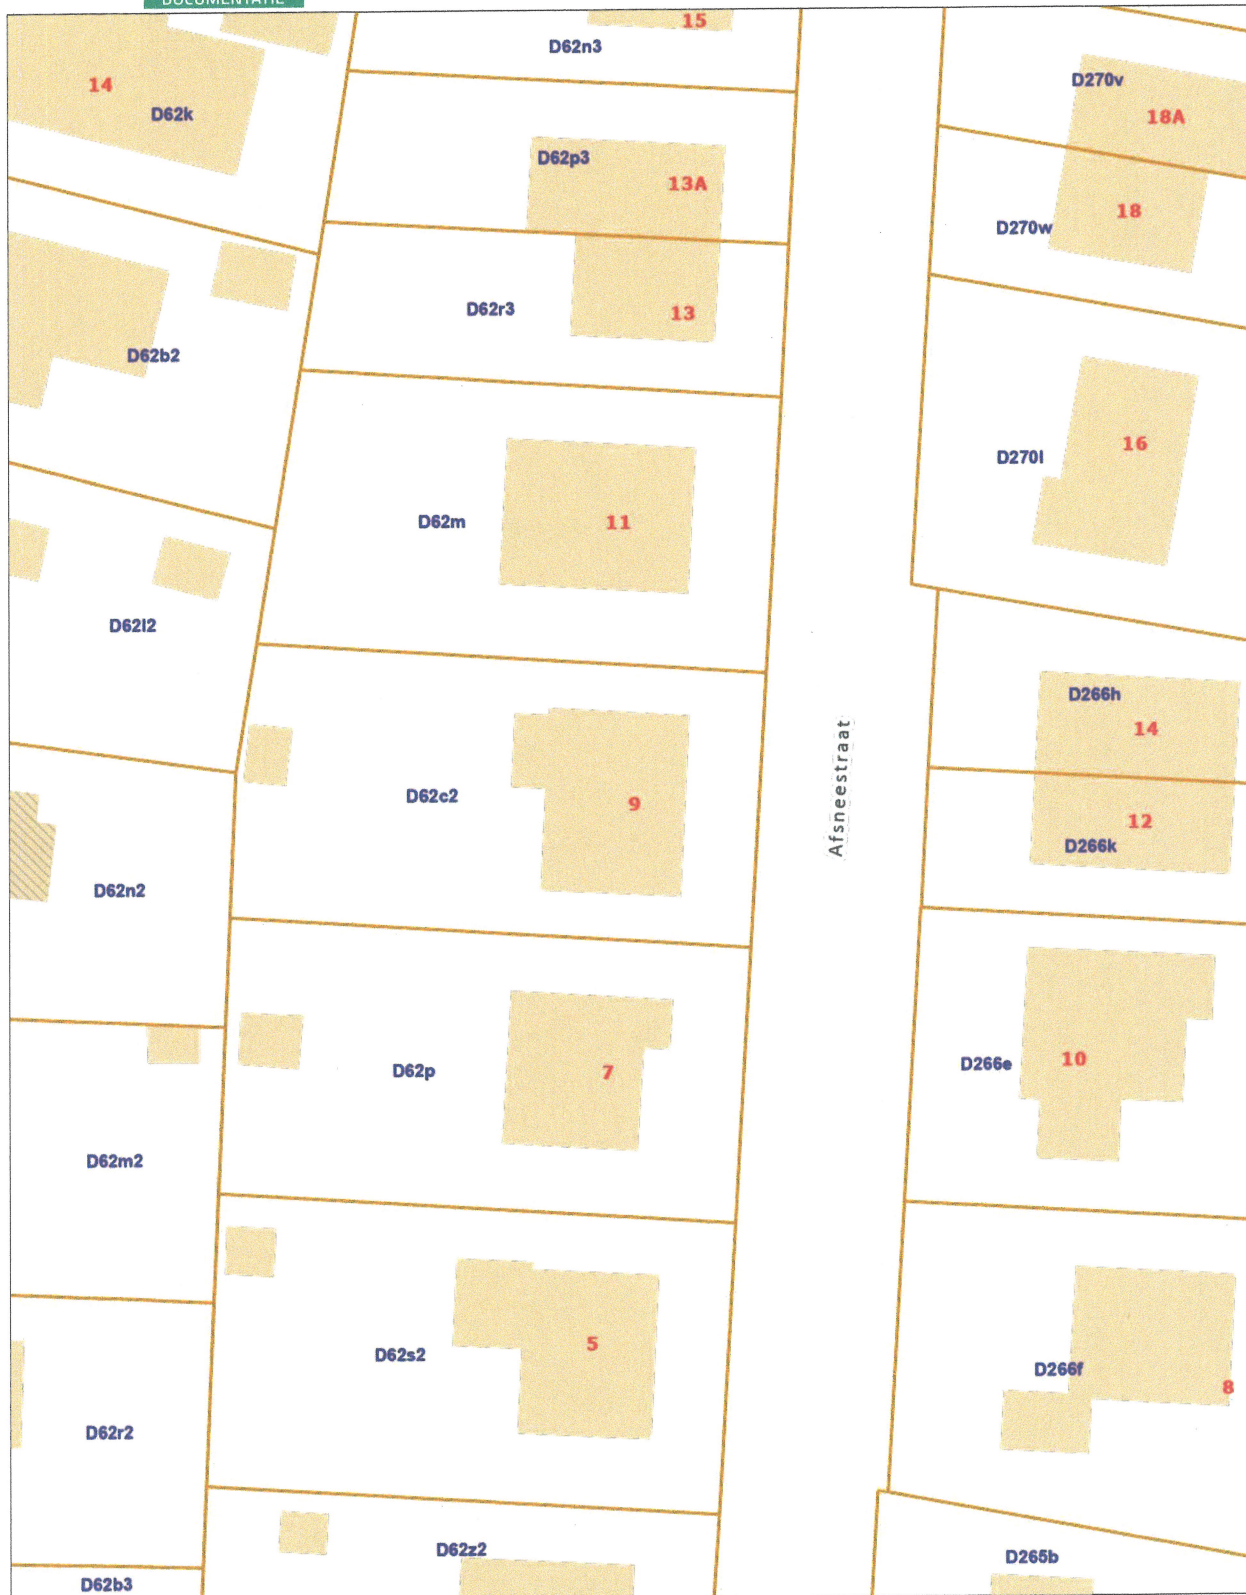 DOCUMENTATIE
15
D62n3
14
D62k
D270v
18A
D62p3
13A
18
D270w
D62r3
13
D62b2
16
D270l
D62m
11
D62l2
D266h
14
Afsneestraat
D62c2
9
12
D266k
D62n2
D62p
7
D266e
10
D62m2
D62s2
5
D266f
8
D62r2
D62z2
D265b
D62b3